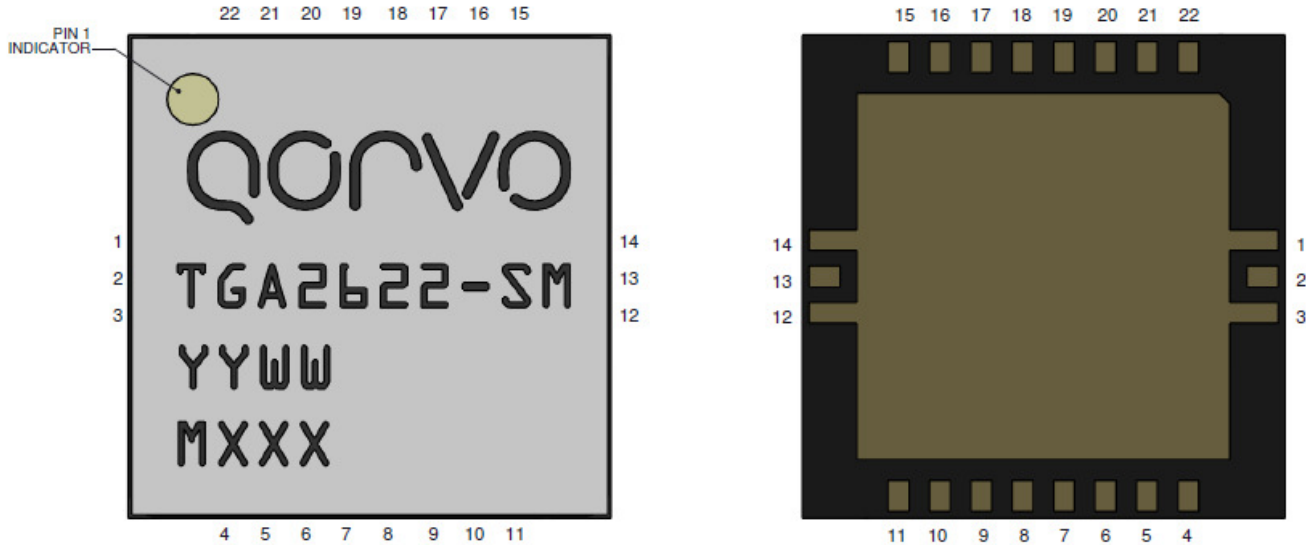 22 21 20 19 18 17 16 15
PIN 1
INDICATOR
QORVO
1 14
2 TGA2622-SM 13
3 12
YYWW
MXXX
4 5 6 7 8 9 10 11
15 16 17 18 19 20 21 22
14 1
13 2
12 3
11 10 9 8 7 6 5 4